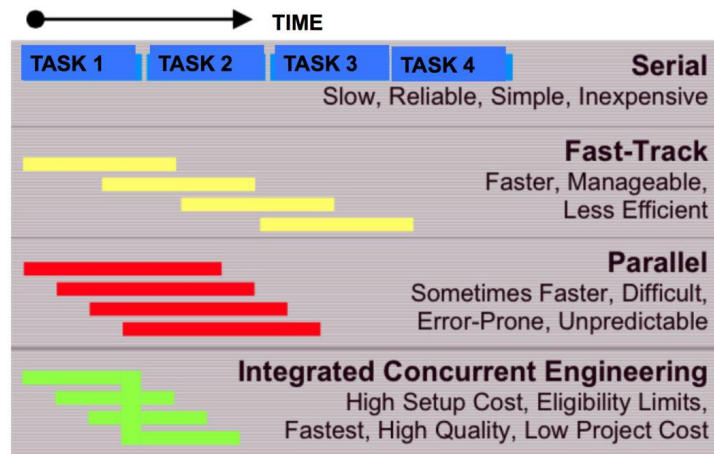 TIME
TASK 1 TASK 2 TASK 3 TASK 4
Serial
Slow, Reliable, Simple, Inexpensive
Fast-Track
Faster, Manageable,
Less Efficient
Parallel
Sometimes Faster, Difficult,
Error-Prone, Unpredictable
Integrated Concurrent Engineering
High Setup Cost, Eligibility Limits,
Fastest, High Quality, Low Project Cost